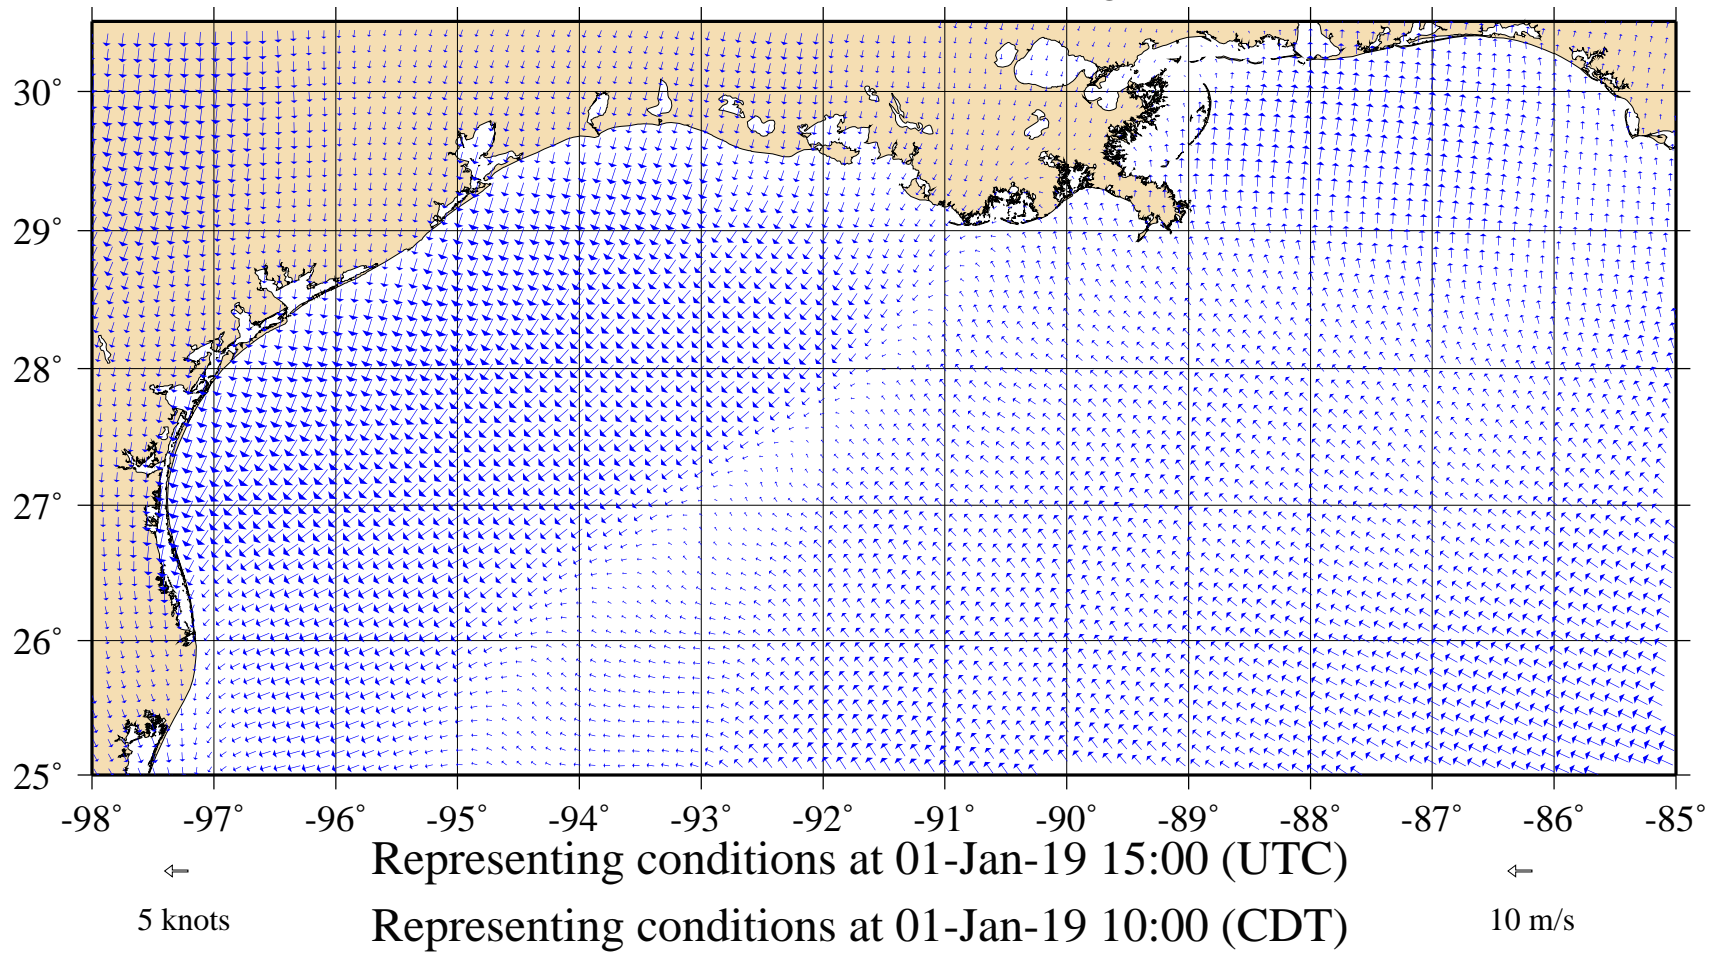 30°
29°
28°
27°
26°
25°
-98° -97° -96° -95° -94° -93° -92° -91° -90° -89° -88° -87° -86° -85°
Representing conditions at 01-Jan-19 15:00 (UTC)
5 knots
Representing conditions at 01-Jan-19 10:00 (CDT)
10 m/s